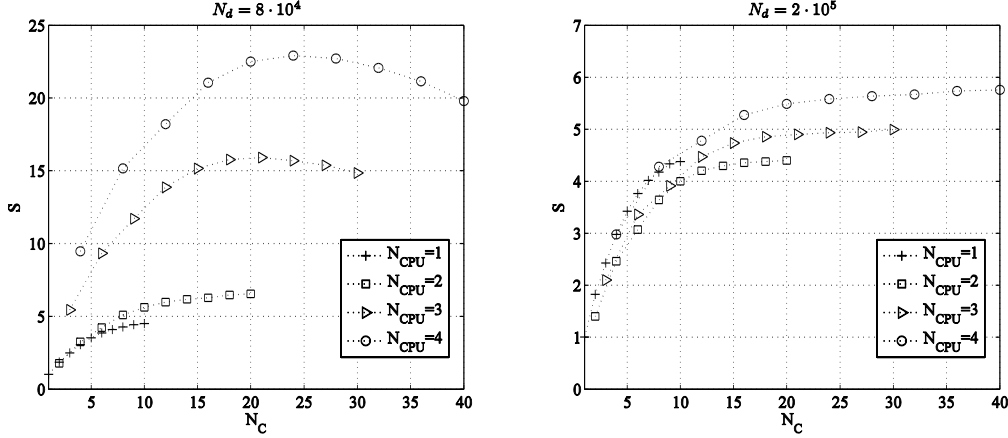 N_d = 8 · 10^4
S
25
20
15
10
5
0
5 10 15 20 25 30 35 40
N_C
N_CPU=1
N_CPU=2
N_CPU=3
N_CPU=4
N_d = 2 · 10^5
S
7
6
5
4
3
2
1
0
5 10 15 20 25 30 35 40
N_C
N_CPU=1
N_CPU=2
N_CPU=3
N_CPU=4